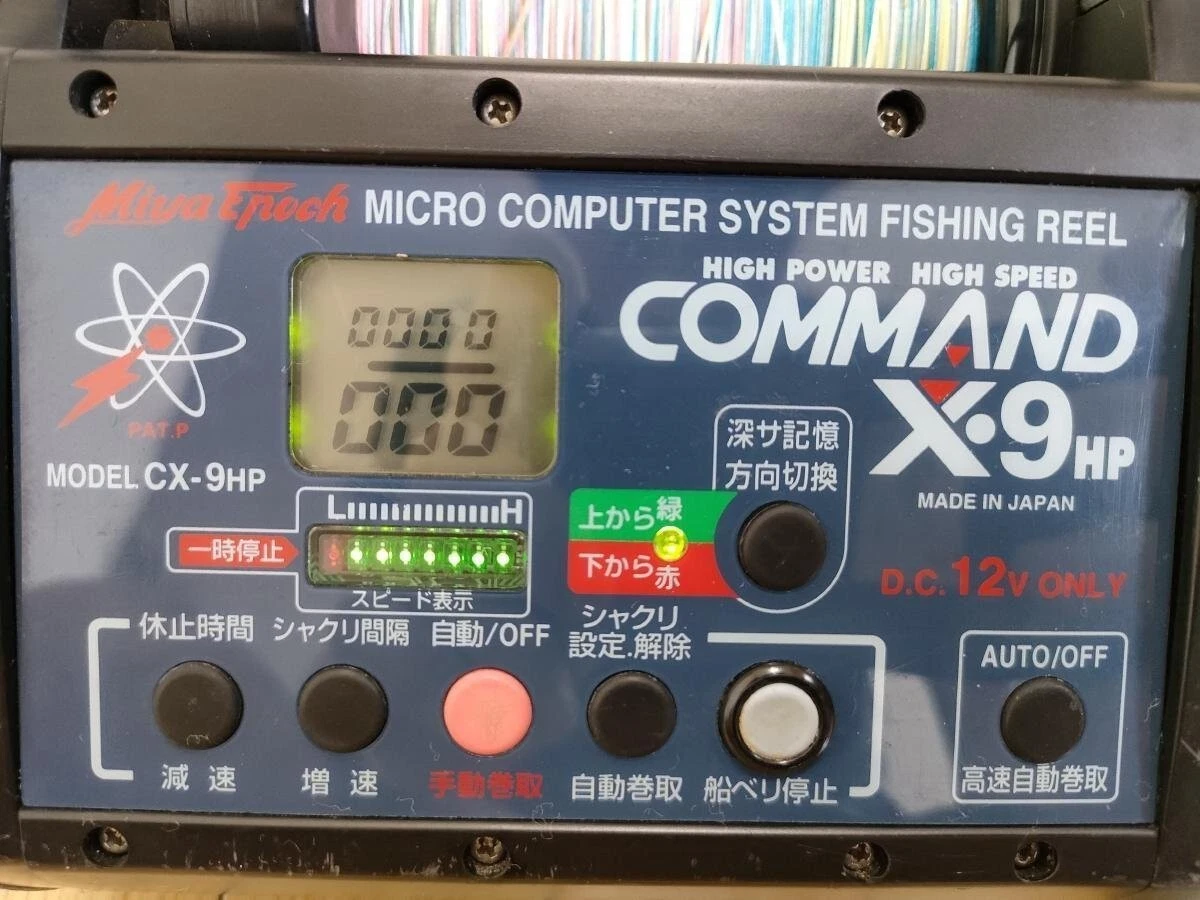 Miwa Epoch MICRO COMPUTER SYSTEM FISHING REEL
HIGH POWER HIGH SPEED
COMMAND
X・9HP
MADE IN JAPAN
PAT.P
MODEL CX-9HP
0000
000
深サ記憶
方向切換
L H
一時停止
スピード表示
上から緑
下から赤
D.C. 12V ONLY
休止時間 シャクリ間隔 自動/OFF シャクリ
設定.解除
減速 増速 手動巻取 自動巻取 船ベリ停止
AUTO/OFF
高速自動巻取